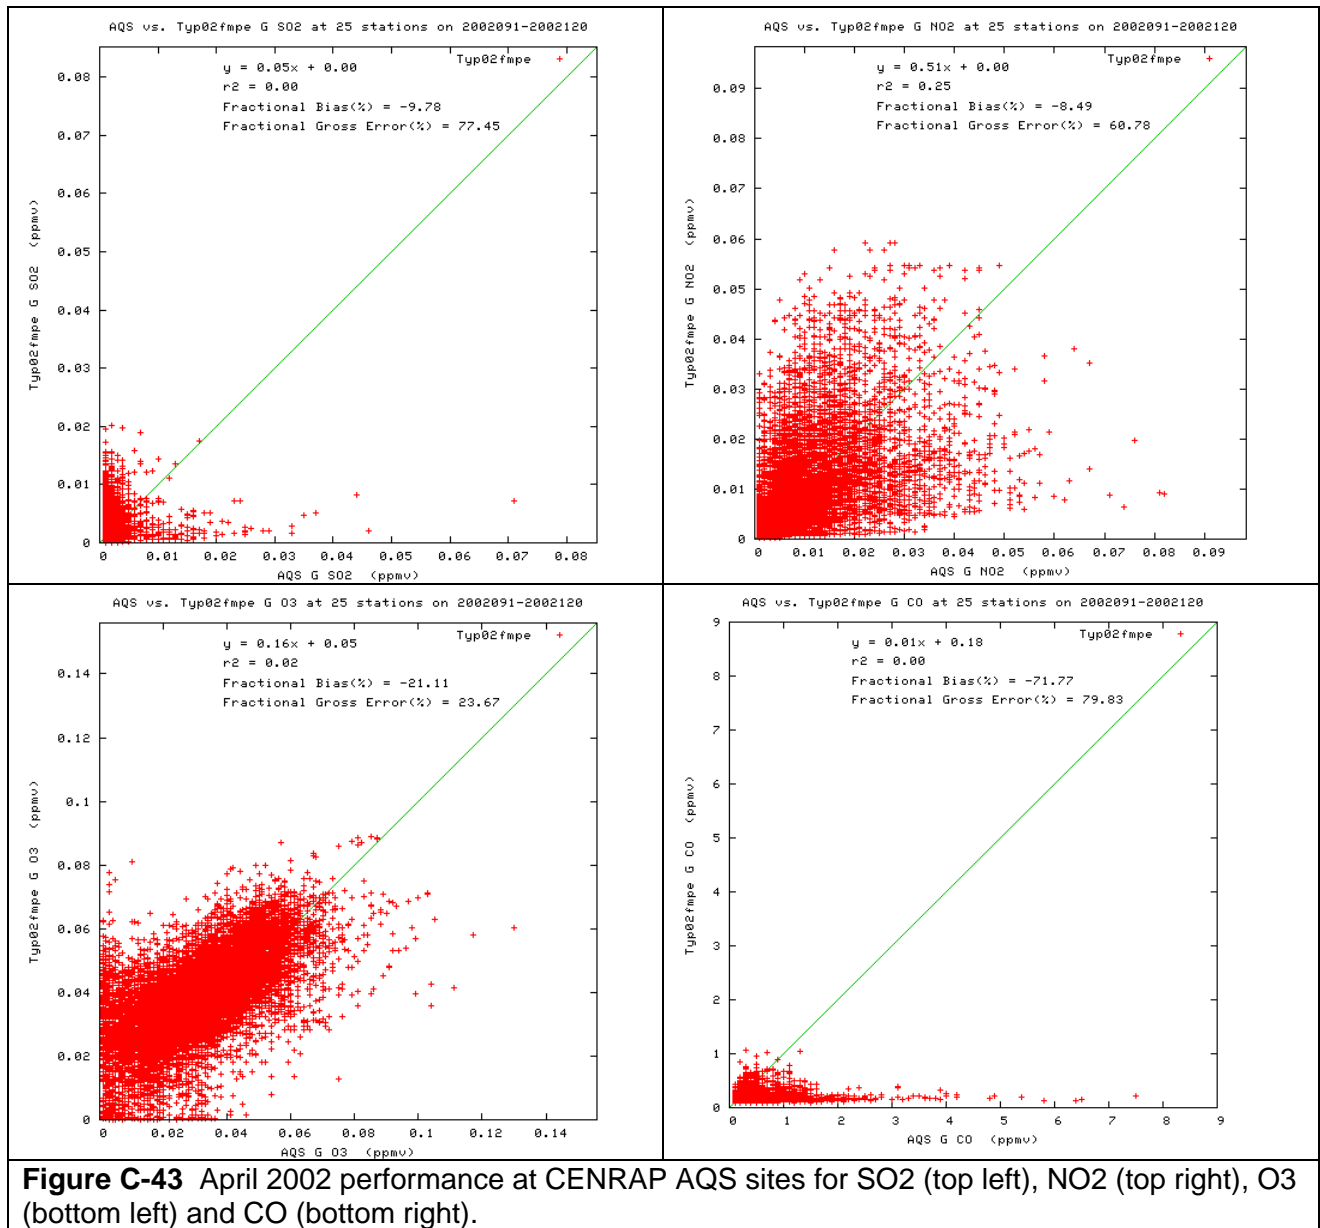 AQS vs. Typ02fmpe G SO2 at 25 stations on 2002091-2002120
Typ02fmpe
y = 0.05x + 0.00
r2 = 0.00
Fractional Bias(%) = -9.78
Fractional Gross Error(%) = 77.45
Typ02fmpe G SO2 (ppmv)
0.08
0.07
0.06
0.05
0.04
0.03
0.02
0.01
0
0 0.01 0.02 0.03 0.04 0.05 0.06 0.07 0.08
AQS G SO2 (ppmv)
AQS vs. Typ02fmpe G NO2 at 25 stations on 2002091-2002120
Typ02fmpe
y = 0.51x + 0.00
r2 = 0.25
Fractional Bias(%) = -8.49
Fractional Gross Error(%) = 60.78
Typ02fmpe G NO2 (ppmv)
0.09
0.08
0.07
0.06
0.05
0.04
0.03
0.02
0.01
0
0 0.01 0.02 0.03 0.04 0.05 0.06 0.07 0.08 0.09
AQS G NO2 (ppmv)
AQS vs. Typ02fmpe G O3 at 25 stations on 2002091-2002120
Typ02fmpe
y = 0.16x + 0.05
r2 = 0.02
Fractional Bias(%) = -21.11
Fractional Gross Error(%) = 23.67
Typ02fmpe G O3 (ppmv)
0.14
0.12
0.1
0.08
0.06
0.04
0.02
0
0 0.02 0.04 0.06 0.08 0.1 0.12 0.14
AQS G O3 (ppmv)
AQS vs. Typ02fmpe G CO at 25 stations on 2002091-2002120
Typ02fmpe
y = 0.01x + 0.18
r2 = 0.00
Fractional Bias(%) = -71.77
Fractional Gross Error(%) = 79.83
Typ02fmpe G CO (ppmv)
9
8
7
6
5
4
3
2
1
0
0 1 2 3 4 5 6 7 8 9
AQS G CO (ppmv)
Figure C-43 April 2002 performance at CENRAP AQS sites for SO2 (top left), NO2 (top right), O3
(bottom left) and CO (bottom right).